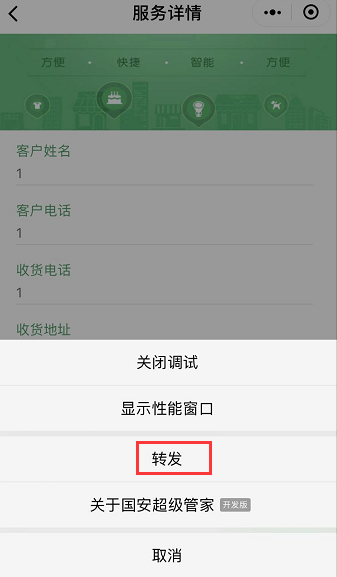 服务详情
方便 · 快捷 · 智能 · 方便
客户姓名
1
客户电话
1
收货电话
1
收货地址
关闭调试
显示性能窗口
转发
关于国安超级管家 开发版
取消